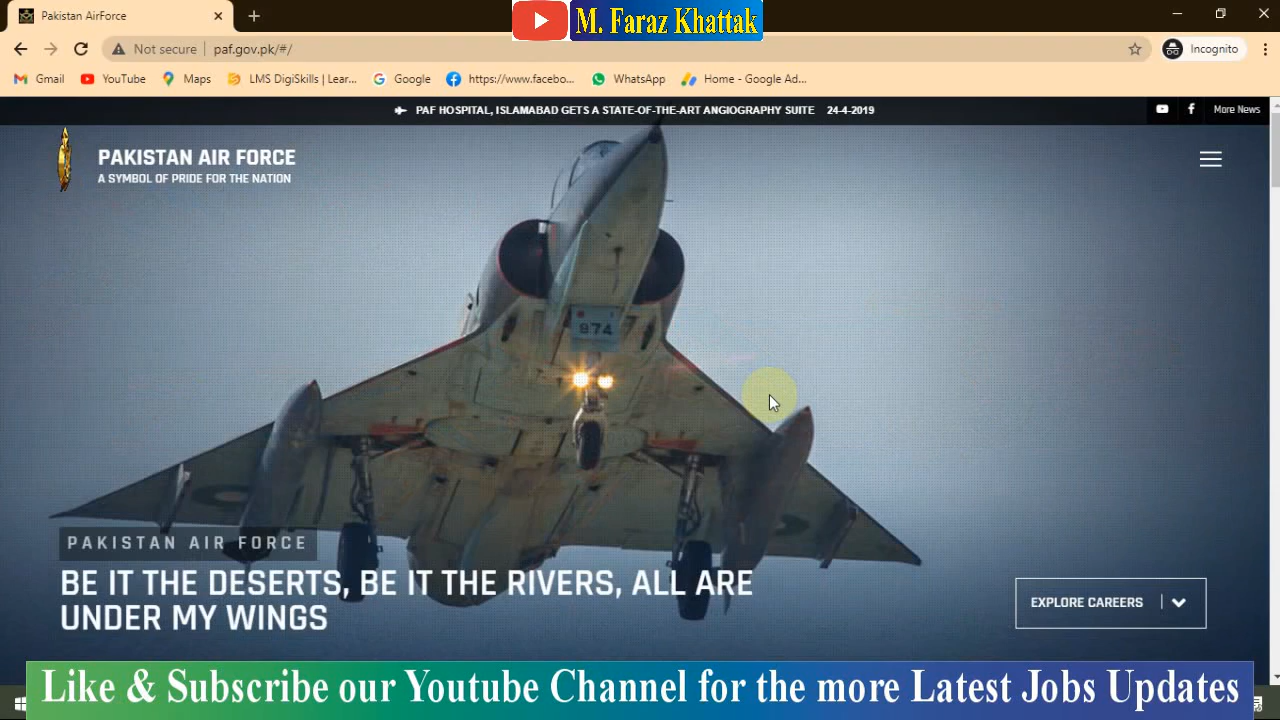 Pakistan AirForce
M. Faraz Khattak
Not secure
paf.gov.pk/#/
Incognito
Gmail
YouTube
Maps
LMS DigiSkills | Lear...
Google
https://www.facebo...
WhatsApp
Home - Google Ad...
PAF HOSPITAL, ISLAMABAD GETS A STATE-OF-THE-ART ANGIOGRAPHY SUITE 24-4-2019
More News
PAKISTAN AIR FORCE
A SYMBOL OF PRIDE FOR THE NATION
974
PAKISTAN AIR FORCE
BE IT THE DESERTS, BE IT THE RIVERS, ALL ARE
UNDER MY WINGS
EXPLORE CAREERS
Like & Subscribe our Youtube Channel for the more Latest Jobs Updates